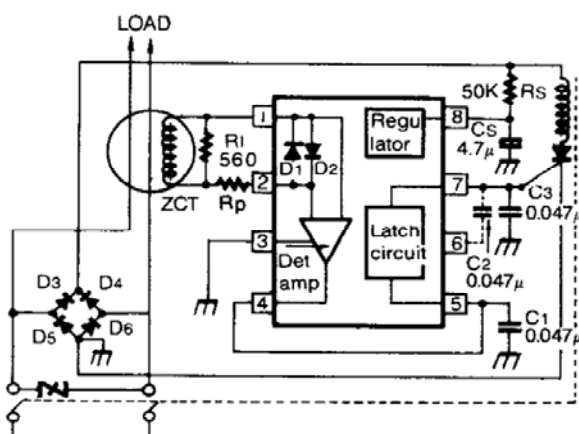 LOAD
50K RS
1
8
Regu
lator
CS
4.7μ
Rl
560
D1 D2
ZCT
2
Rp
7
C3
0.047μ
3
Latch
circuit
6
C2
0.047μ
Det
amp
4
5
C1
0.047μ
D3 D4
D5 D6